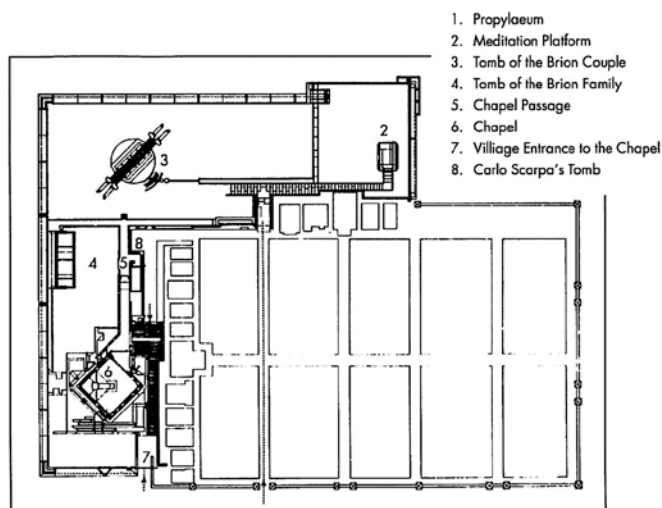 1. Propylaeum
2. Meditation Platform
3. Tomb of the Brion Couple
4. Tomb of the Brion Family
5. Chapel Passage
6. Chapel
7. Villiage Entrance to the Chapel
8. Carlo Scarpa's Tomb
2
3
8
4
5
6
7